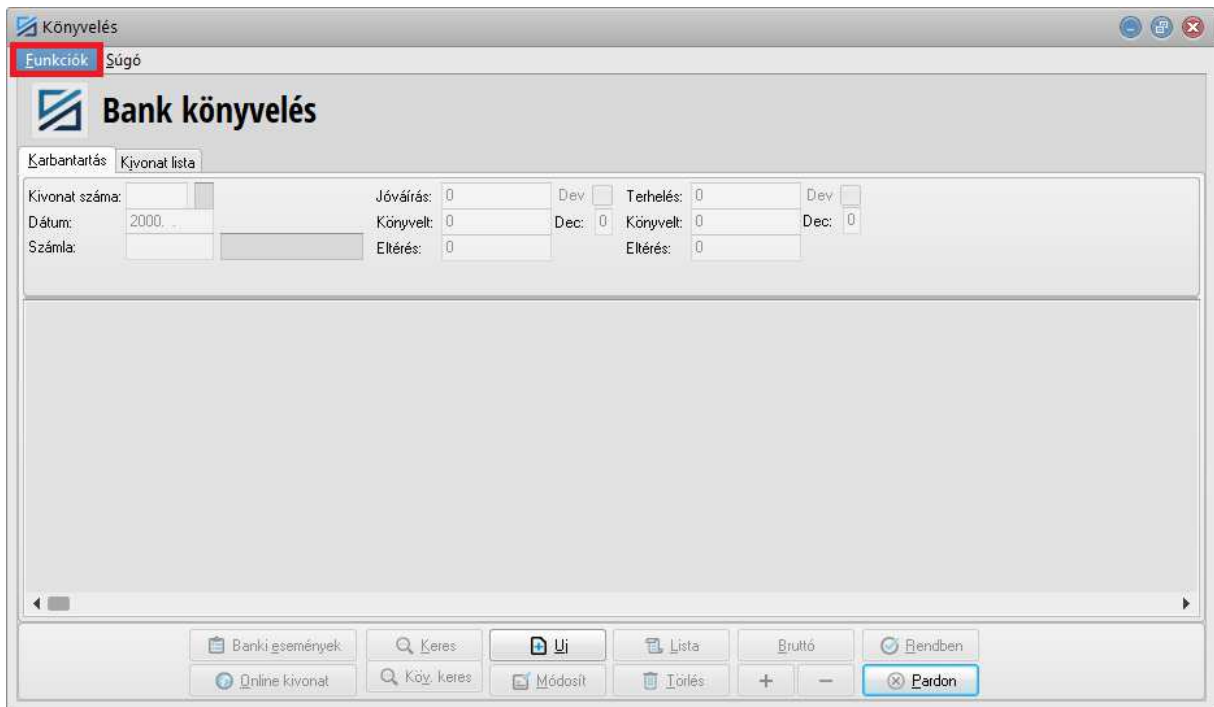 Könyvelés
Funkciók Súgó
Bank könyvelés
Karbantartás Kivonat lista
Kivonat száma: Jóváírás: 0 Dev Terhelés: 0 Dev
Dátum: 2000. . Könyvelt: 0 Dec: 0 Könyvelt: 0 Dec: 0
Számla: Eltérés: 0 Eltérés: 0
Banki események Keres Uj Lista Bruttó Rendben
Online kivonat Köv. keres Módosít Törlés + − Pardon